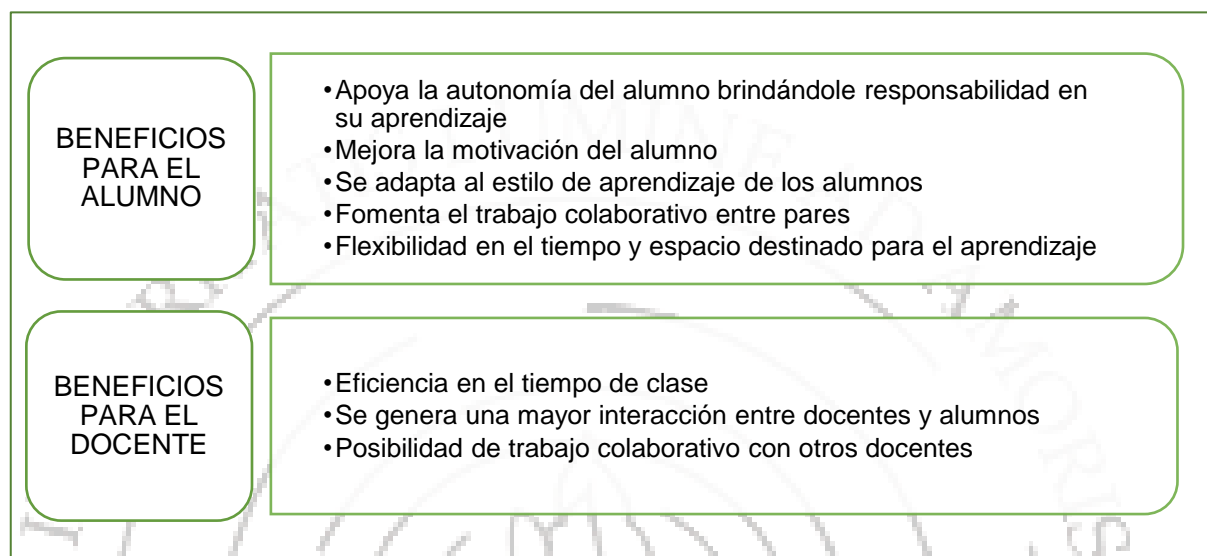 BENEFICIOS
PARA EL
ALUMNO
•Apoya la autonomía del alumno brindándole responsabilidad en
su aprendizaje
•Mejora la motivación del alumno
•Se adapta al estilo de aprendizaje de los alumnos
•Fomenta el trabajo colaborativo entre pares
•Flexibilidad en el tiempo y espacio destinado para el aprendizaje
BENEFICIOS
PARA EL
DOCENTE
•Eficiencia en el tiempo de clase
•Se genera una mayor interacción entre docentes y alumnos
•Posibilidad de trabajo colaborativo con otros docentes